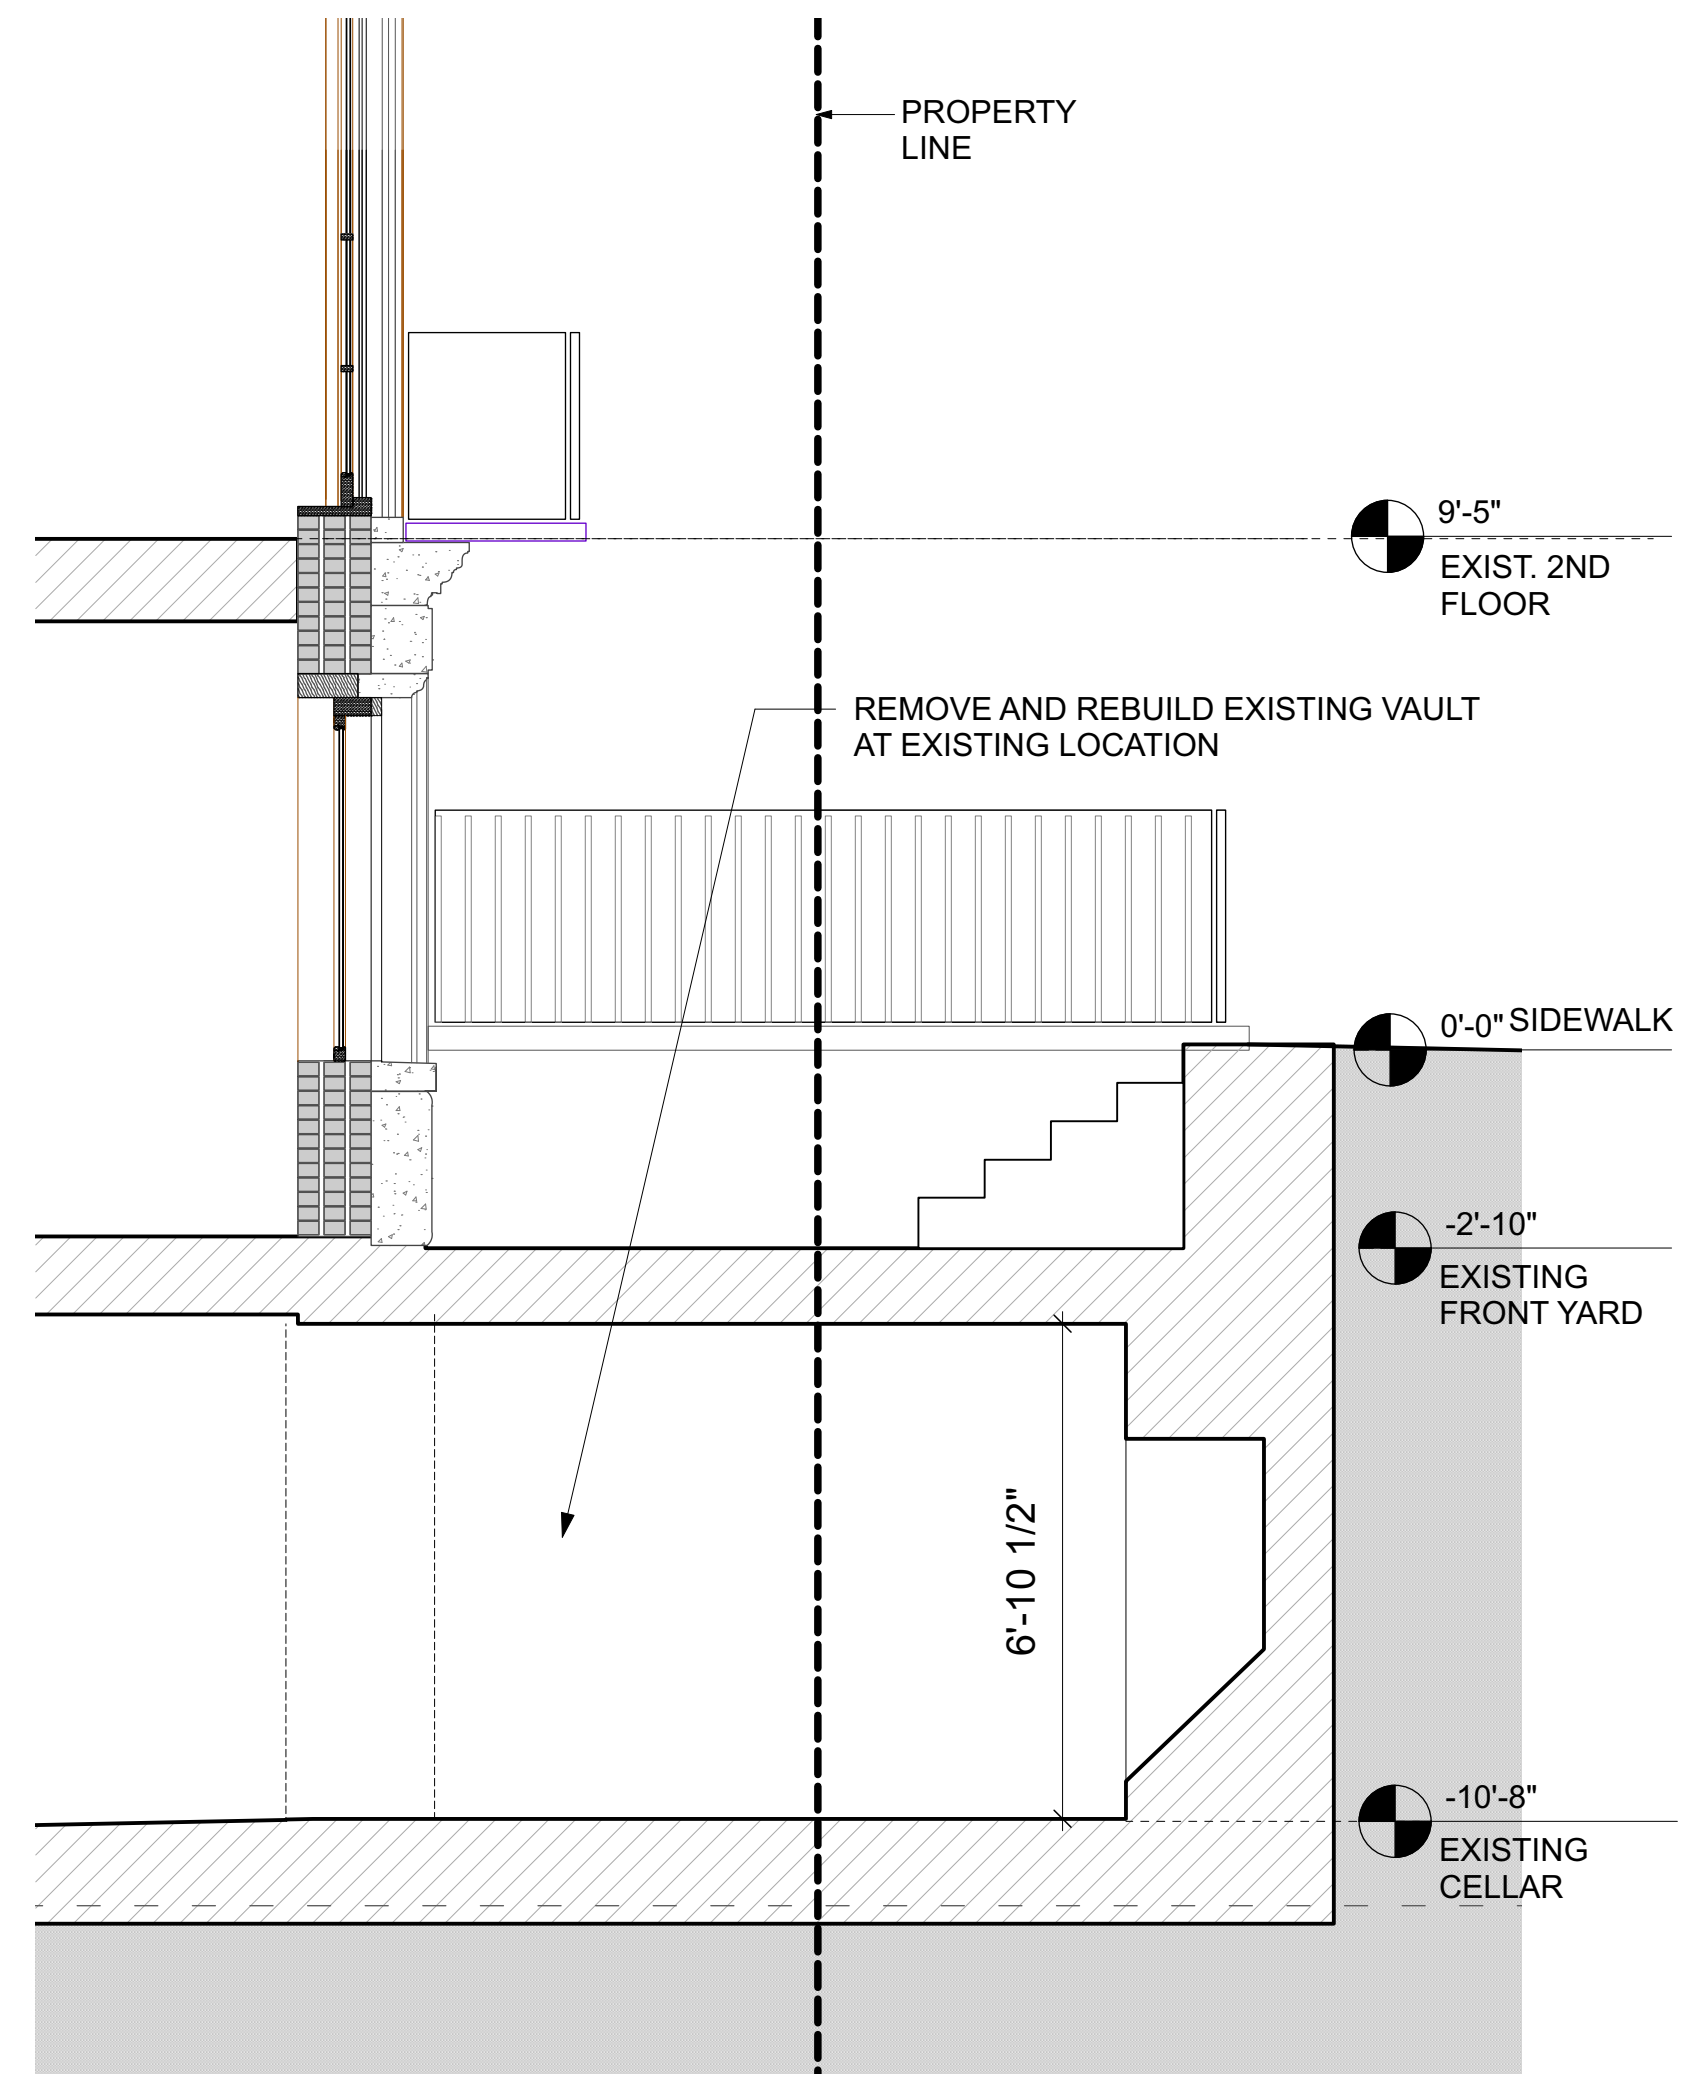 PROPERTY
LINE
9'-5"
EXIST. 2ND
FLOOR
REMOVE AND REBUILD EXISTING VAULT
AT EXISTING LOCATION
0'-0" SIDEWALK
-2'-10"
EXISTING
FRONT YARD
6'-10 1/2"
-10'-8"
EXISTING
CELLAR